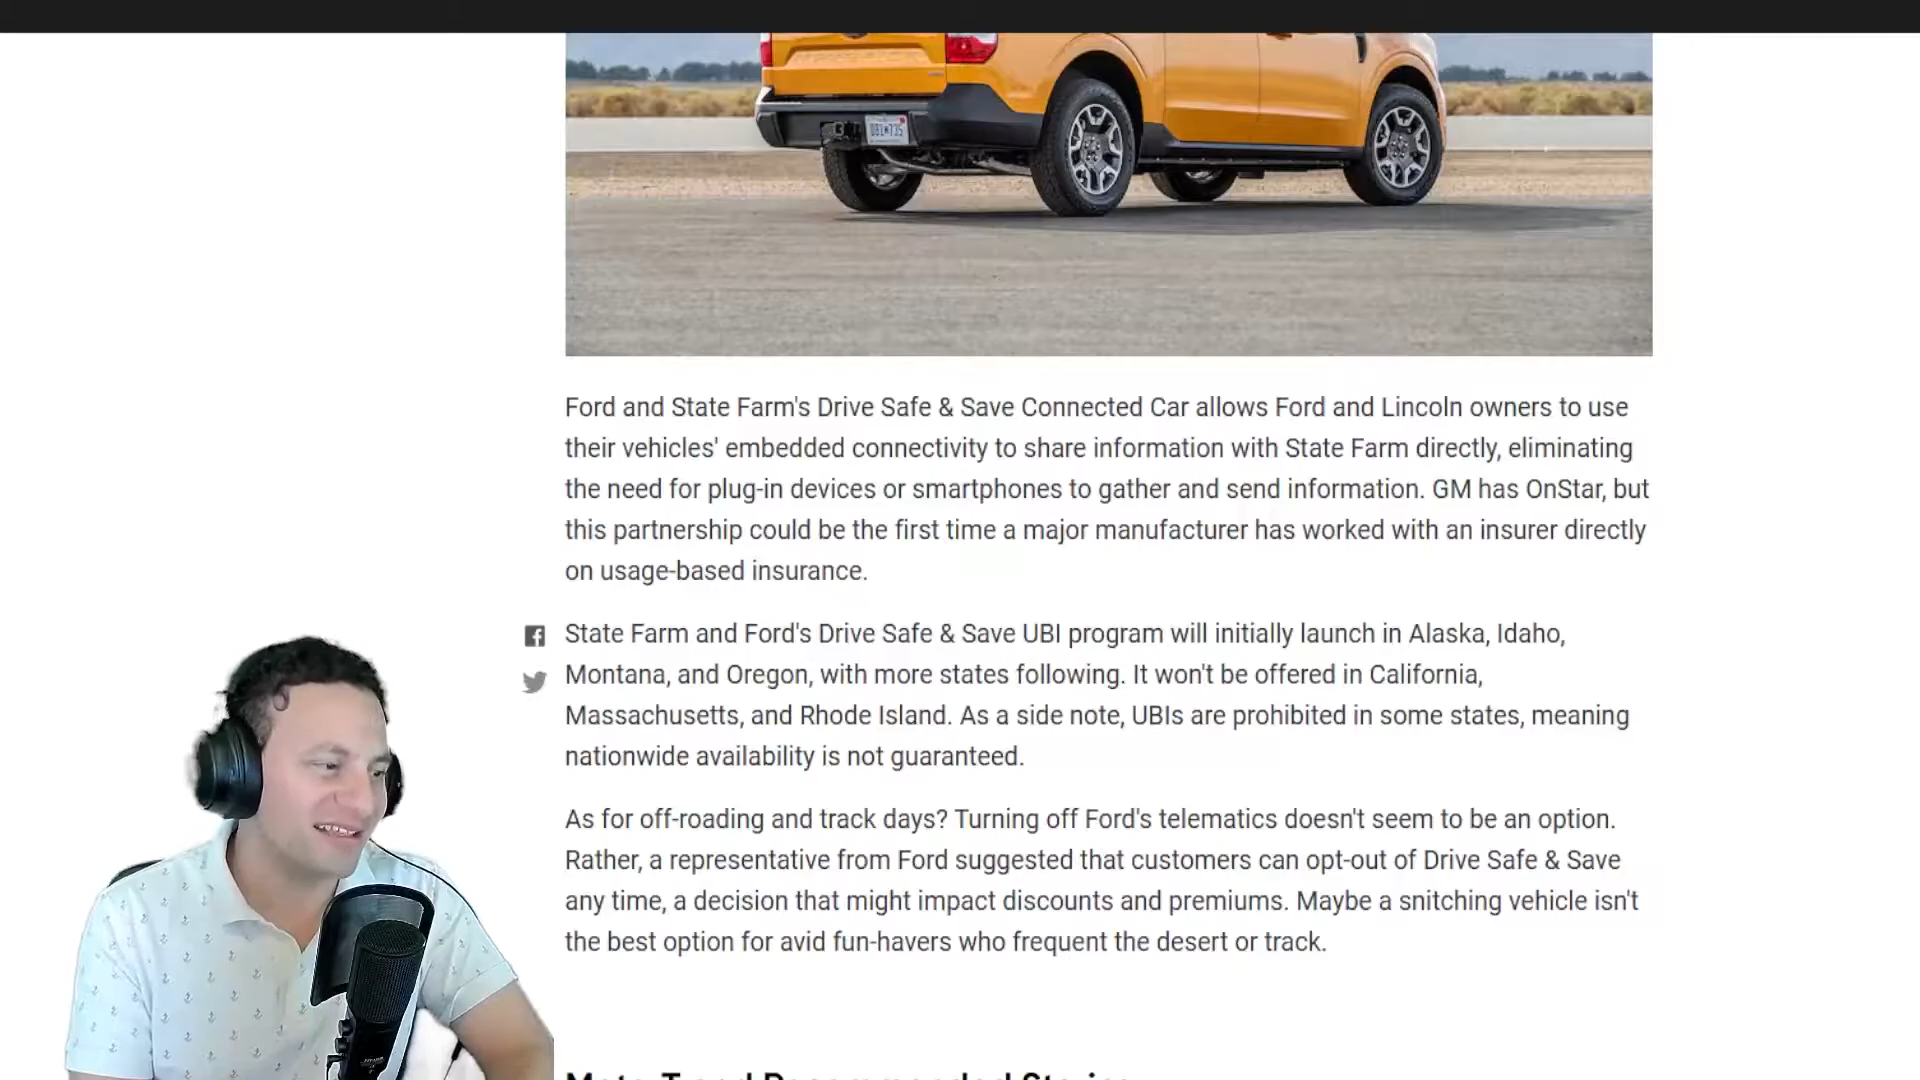 Ford and State Farm's Drive Safe & Save Connected Car allows Ford and Lincoln owners to use
their vehicles' embedded connectivity to share information with State Farm directly, eliminating
the need for plug-in devices or smartphones to gather and send information. GM has OnStar, but
this partnership could be the first time a major manufacturer has worked with an insurer directly
on usage-based insurance.
State Farm and Ford's Drive Safe & Save UBI program will initially launch in Alaska, Idaho,
Montana, and Oregon, with more states following. It won't be offered in California,
Massachusetts, and Rhode Island. As a side note, UBIs are prohibited in some states, meaning
nationwide availability is not guaranteed.
As for off-roading and track days? Turning off Ford's telematics doesn't seem to be an option.
Rather, a representative from Ford suggested that customers can opt-out of Drive Safe & Save
any time, a decision that might impact discounts and premiums. Maybe a snitching vehicle isn't
the best option for avid fun-havers who frequent the desert or track.